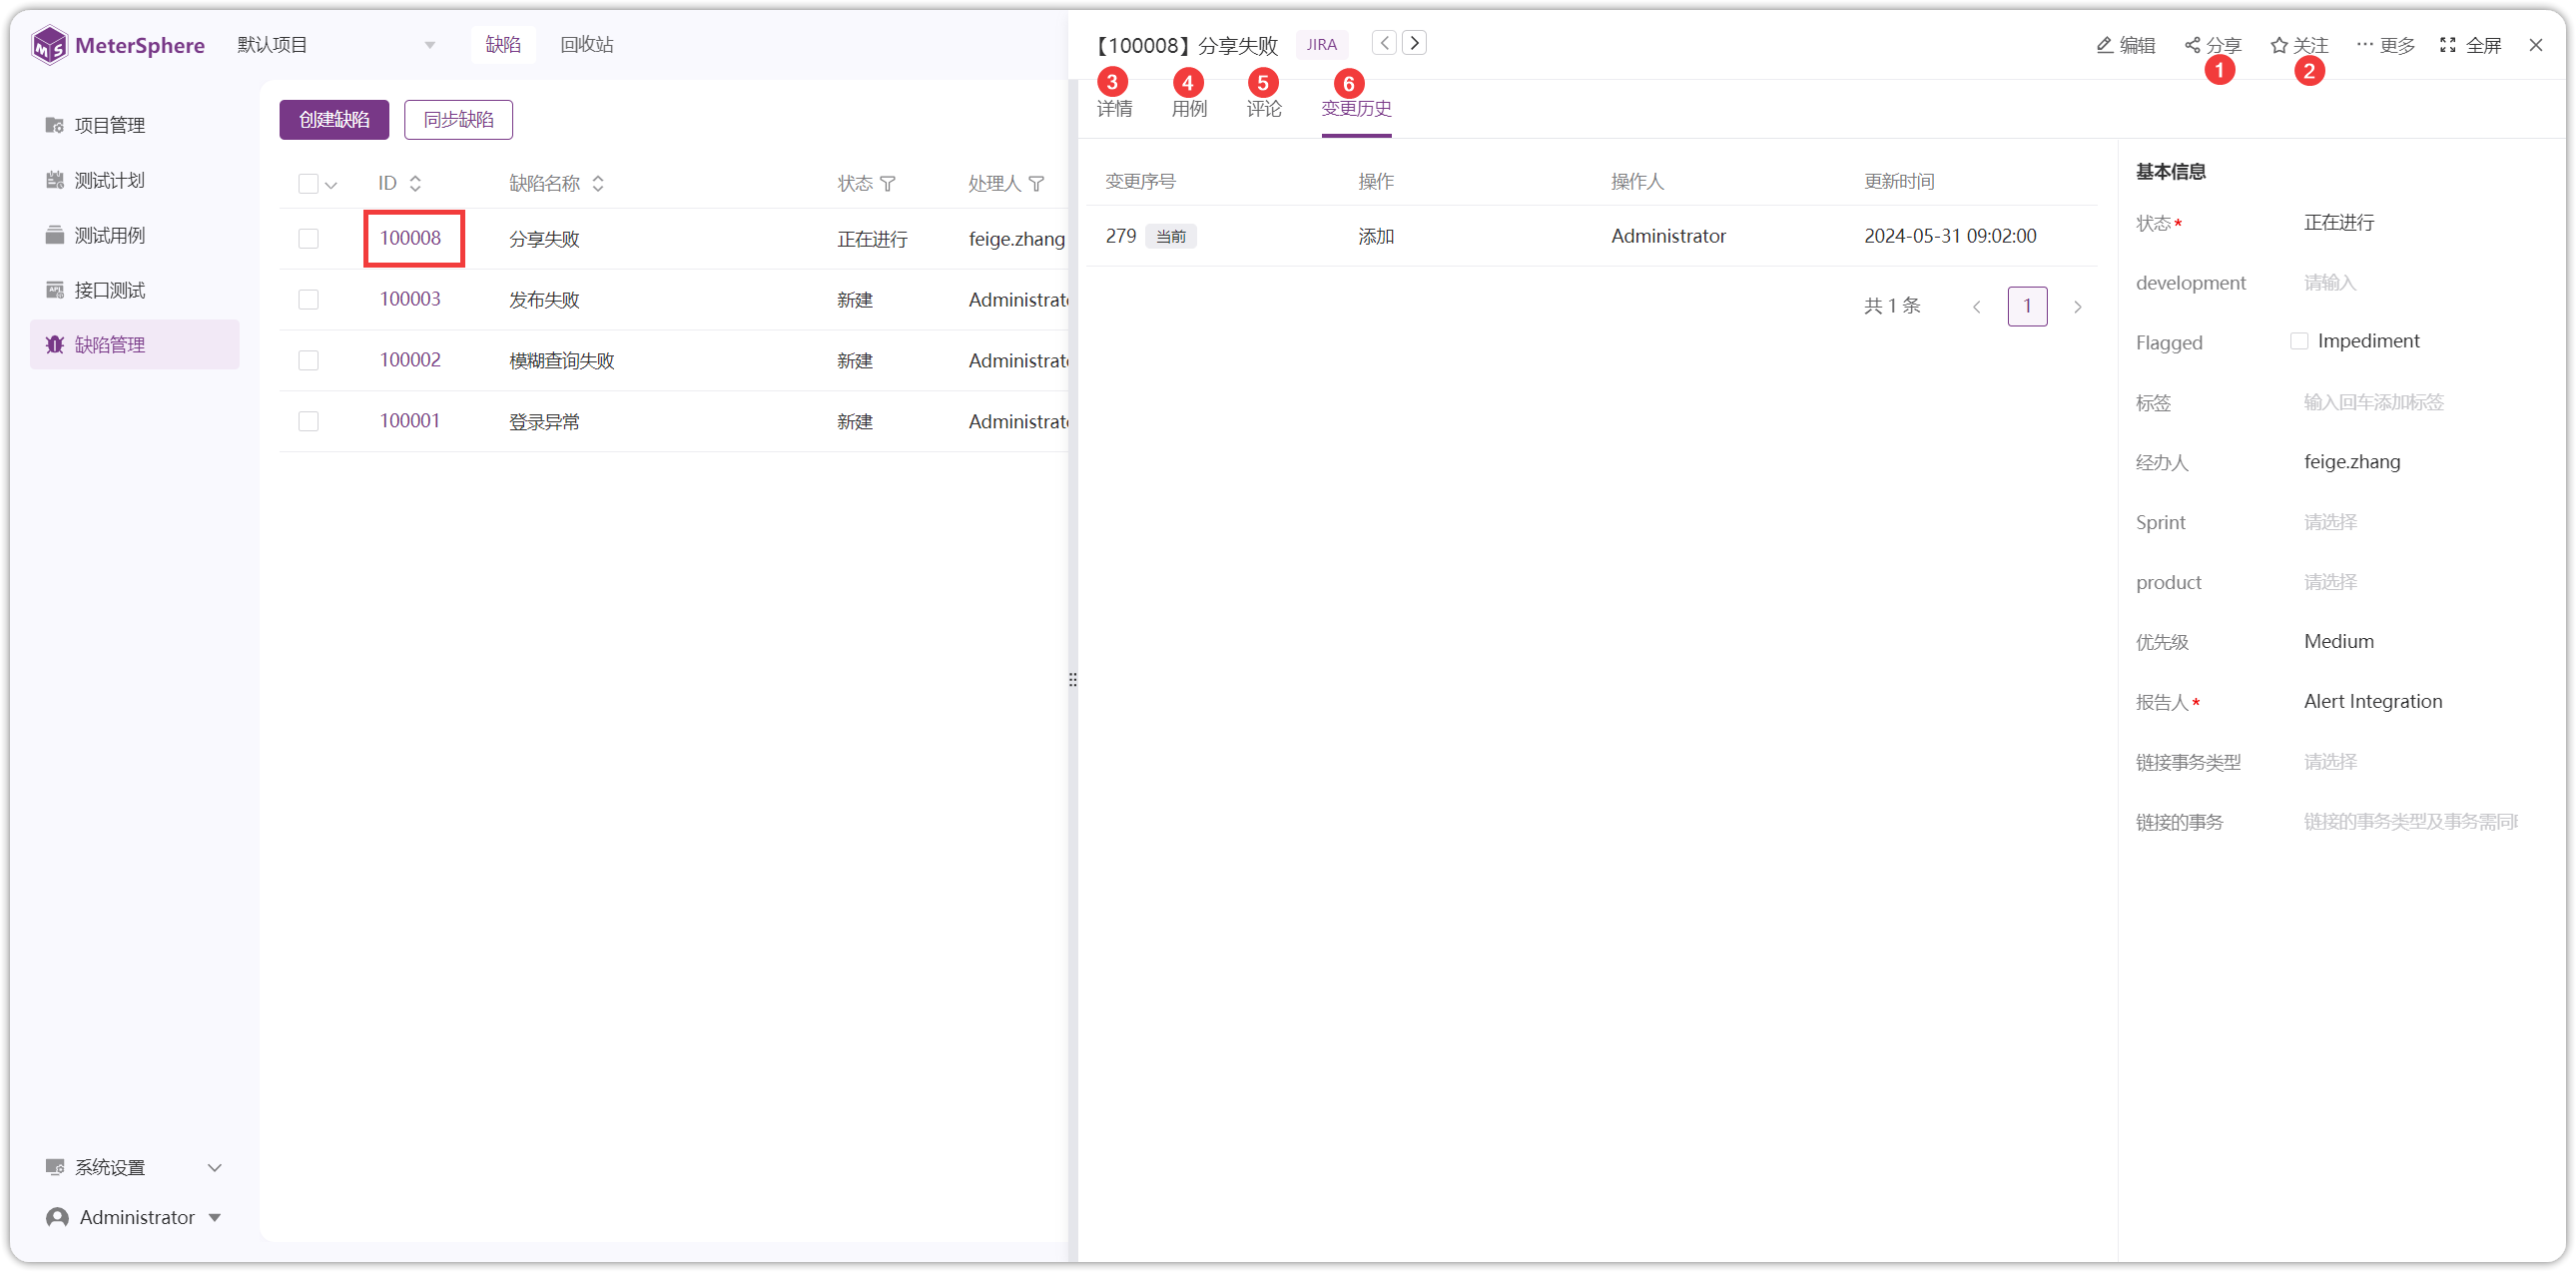 MeterSphere 默认项目 缺陷 回收站
项目管理
测试计划
测试用例
接口测试
缺陷管理
系统设置
Administrator
创建缺陷 同步缺陷
ID 缺陷名称 状态 处理人
100008 分享失败 正在进行 feige.zhang
100003 发布失败 新建
100002 模糊查询失败 新建
100001 登录异常 新建
【100008】分享失败 JIRA
编辑 分享 关注 更多 全屏
1 2
3 4 5 6
详情 用例 评论 变更历史
变更序号 操作 操作人 更新时间
279 当前 添加 Administrator 2024-05-31 09:02:00
共 1 条 1
基本信息
状态* 正在进行
development 请输入
Flagged Impediment
标签 输入回车添加标签
经办人 feige.zhang
Sprint 请选择
product 请选择
优先级 Medium
报告人* Alert Integration
链接事务类型 请选择
链接的事务 链接的事务类型及事务需同